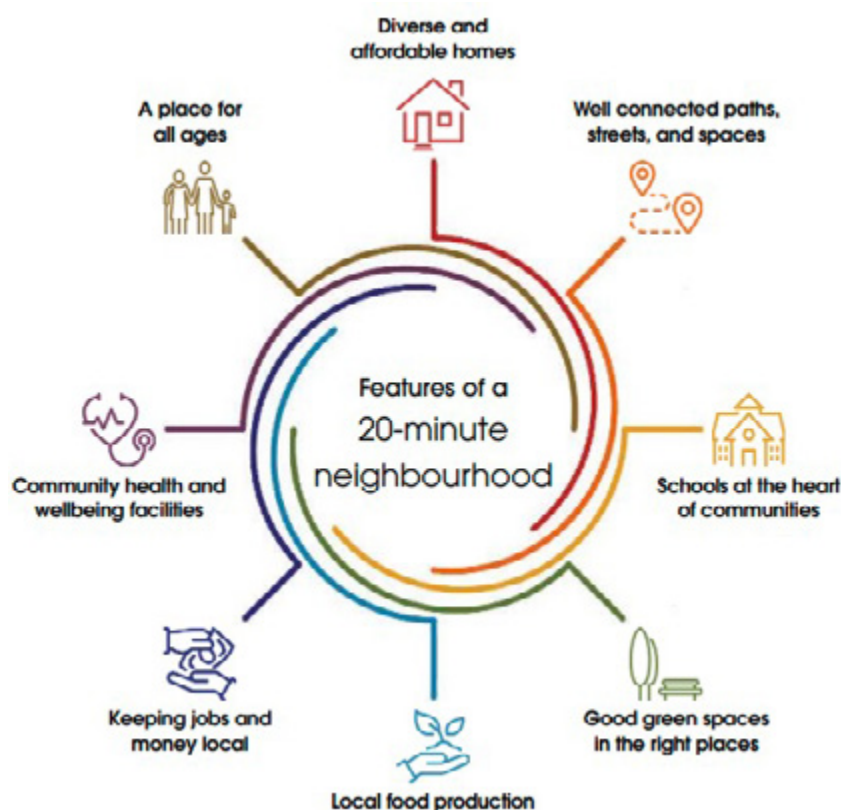 Diverse and
affordable homes
Well connected paths,
streets, and spaces
Schools at the heart
of communities
Good green spaces
in the right places
Local food production
Keeping jobs and
money local
Community health and
wellbeing facilities
A place for
all ages
Features of a
20-minute
neighbourhood